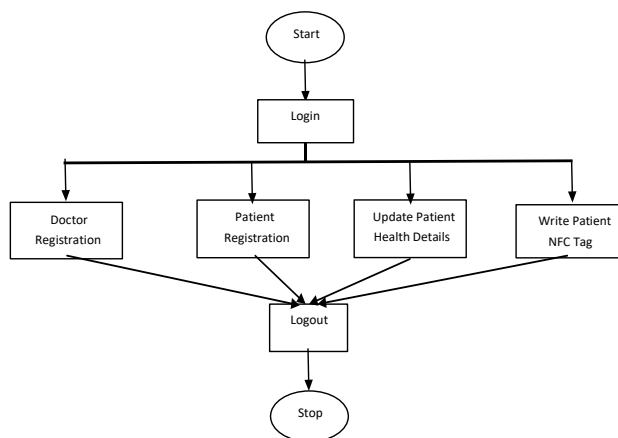 Start
Login
Doctor
Registration
Patient
Registration
Update Patient
Health Details
Write Patient
NFC Tag
Logout
Stop